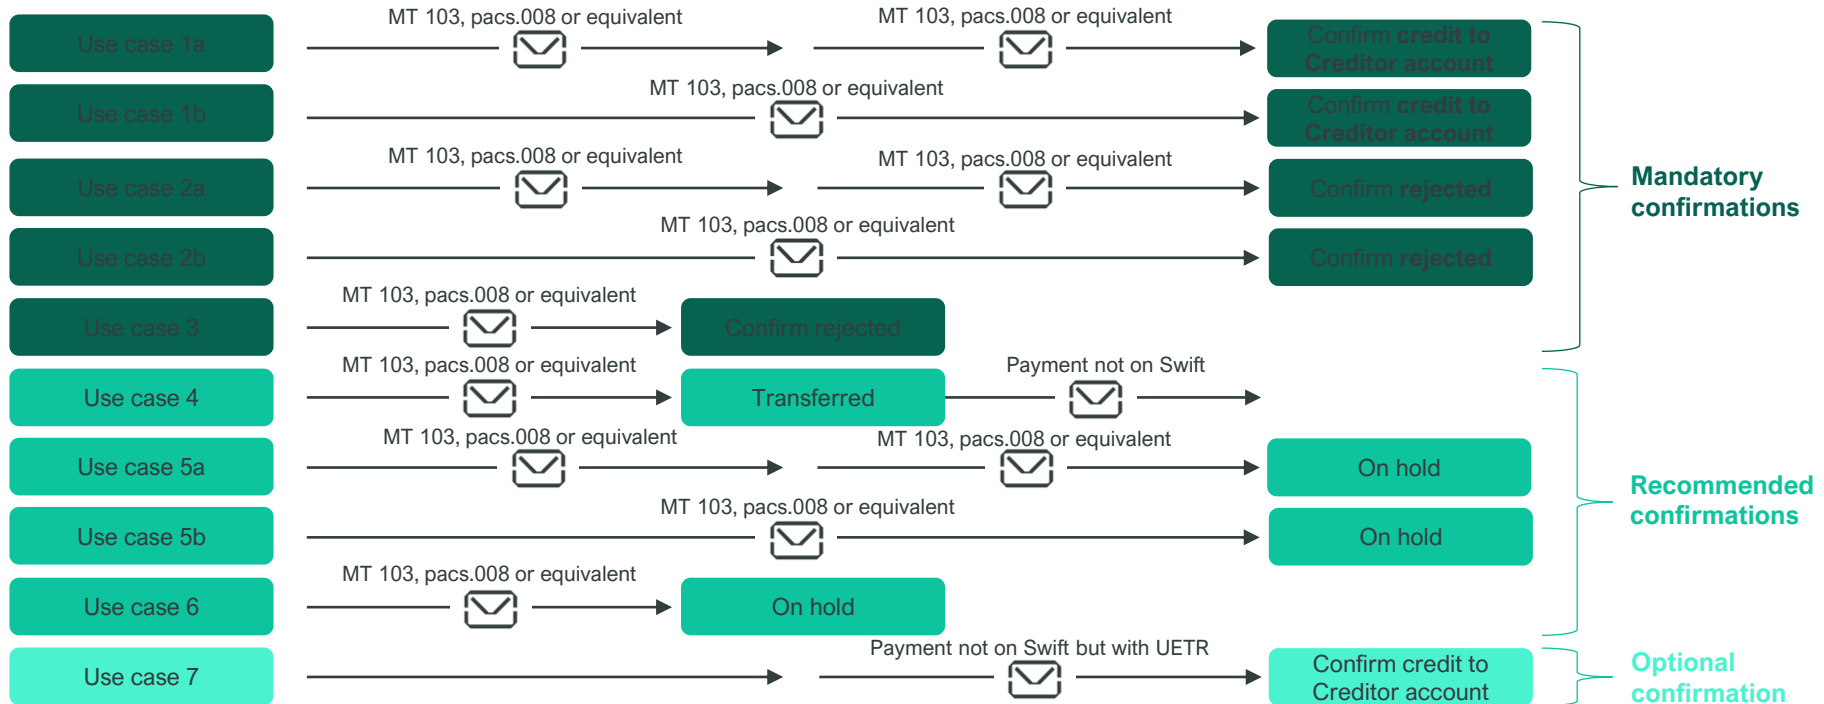 MT 103, pacs.008 or equivalent
MT 103, pacs.008 or equivalent
Use case 1a
Confirm credit to
Creditor account
MT 103, pacs.008 or equivalent
Use case 1b
Confirm credit to
Creditor account
MT 103, pacs.008 or equivalent
MT 103, pacs.008 or equivalent
Use case 2a
Confirm rejected
Mandatory
confirmations
MT 103, pacs.008 or equivalent
Use case 2b
Confirm rejected
MT 103, pacs.008 or equivalent
Use case 3
Confirm rejected
MT 103, pacs.008 or equivalent
Payment not on Swift
Use case 4
Transferred
MT 103, pacs.008 or equivalent
MT 103, pacs.008 or equivalent
Use case 5a
On hold
Recommended
confirmations
MT 103, pacs.008 or equivalent
Use case 5b
On hold
MT 103, pacs.008 or equivalent
Use case 6
On hold
Payment not on Swift but with UETR
Use case 7
Confirm credit to
Creditor account
Optional
confirmation